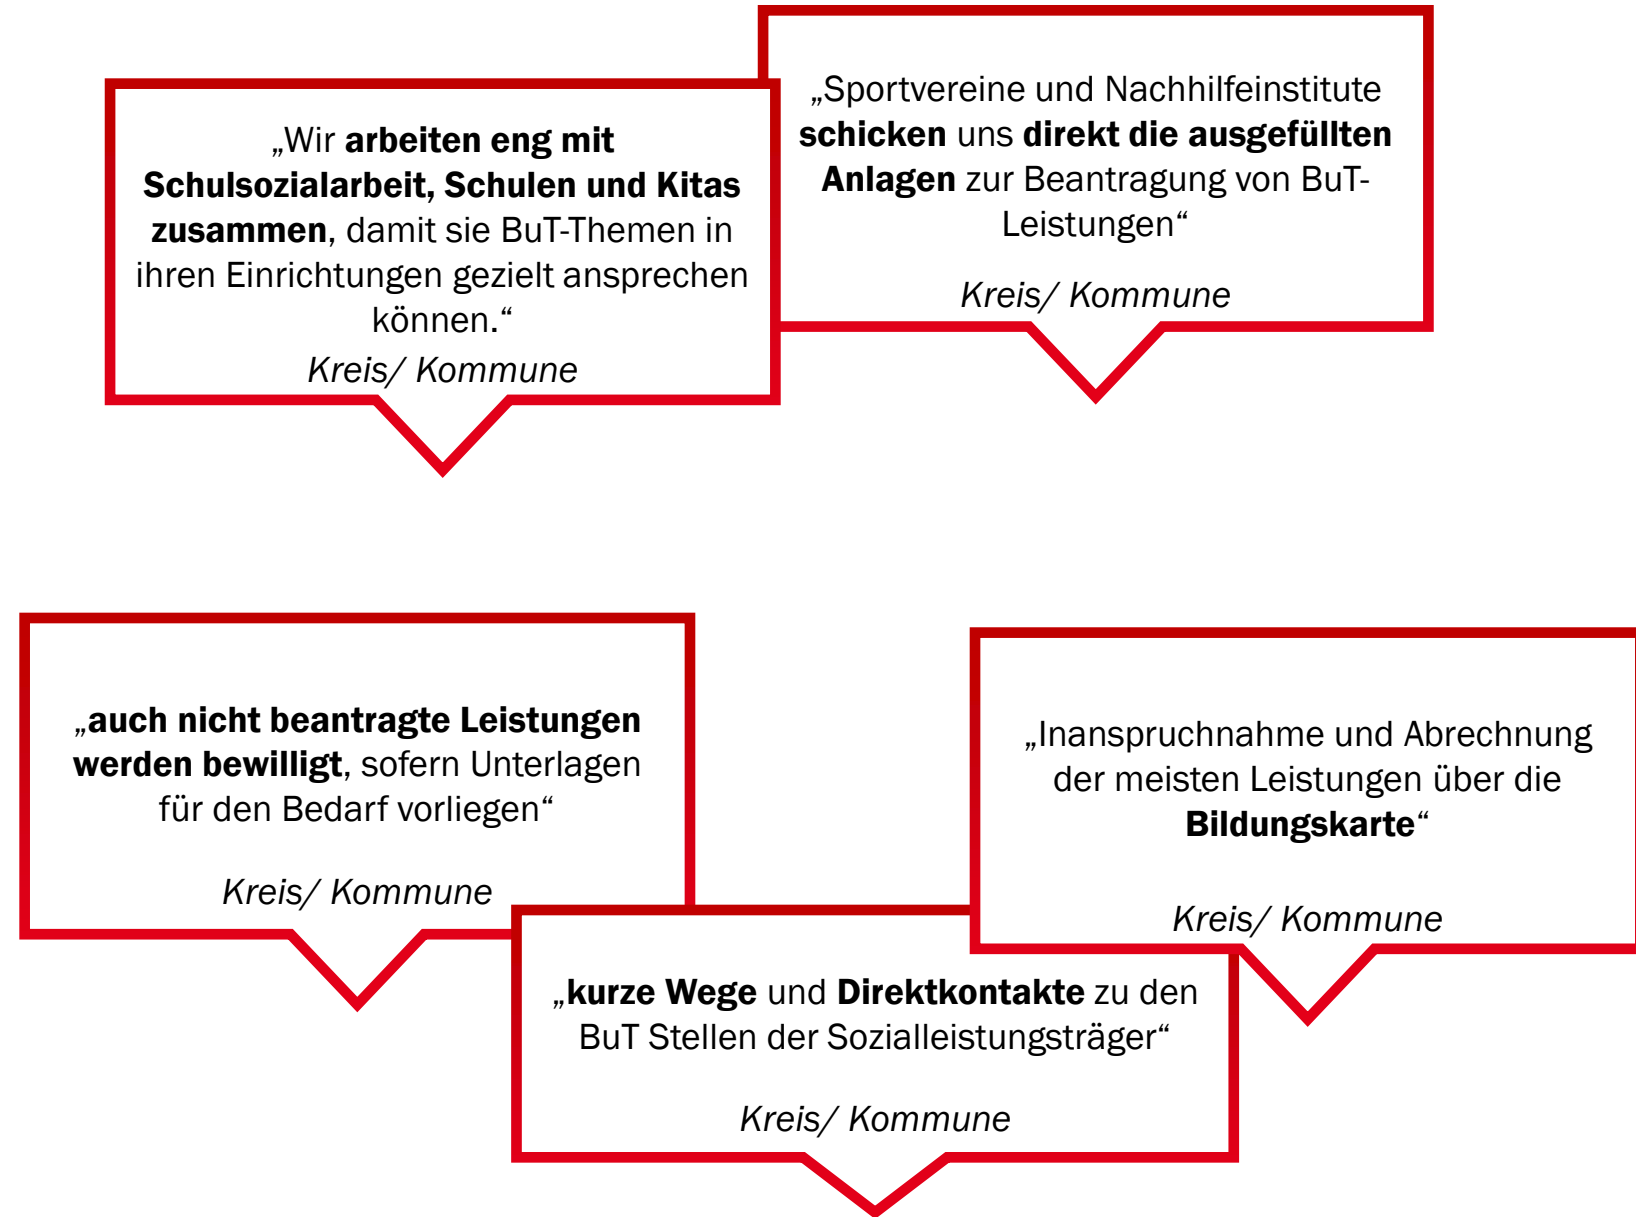 „Wir arbeiten eng mit
Schulsozialarbeit, Schulen und Kitas
zusammen, damit sie BuT-Themen in
ihren Einrichtungen gezielt ansprechen
können.“
Kreis/ Kommune
„Sportvereine und Nachhilfeinstitute
schicken uns direkt die ausgefüllten
Anlagen zur Beantragung von BuT-
Leistungen“
Kreis/ Kommune
„auch nicht beantragte Leistungen
werden bewilligt, sofern Unterlagen
für den Bedarf vorliegen“
Kreis/ Kommune
„Inanspruchnahme und Abrechnung
der meisten Leistungen über die
Bildungskarte“
Kreis/ Kommune
„kurze Wege und Direktkontakte zu den
BuT Stellen der Sozialleistungsträger“
Kreis/ Kommune